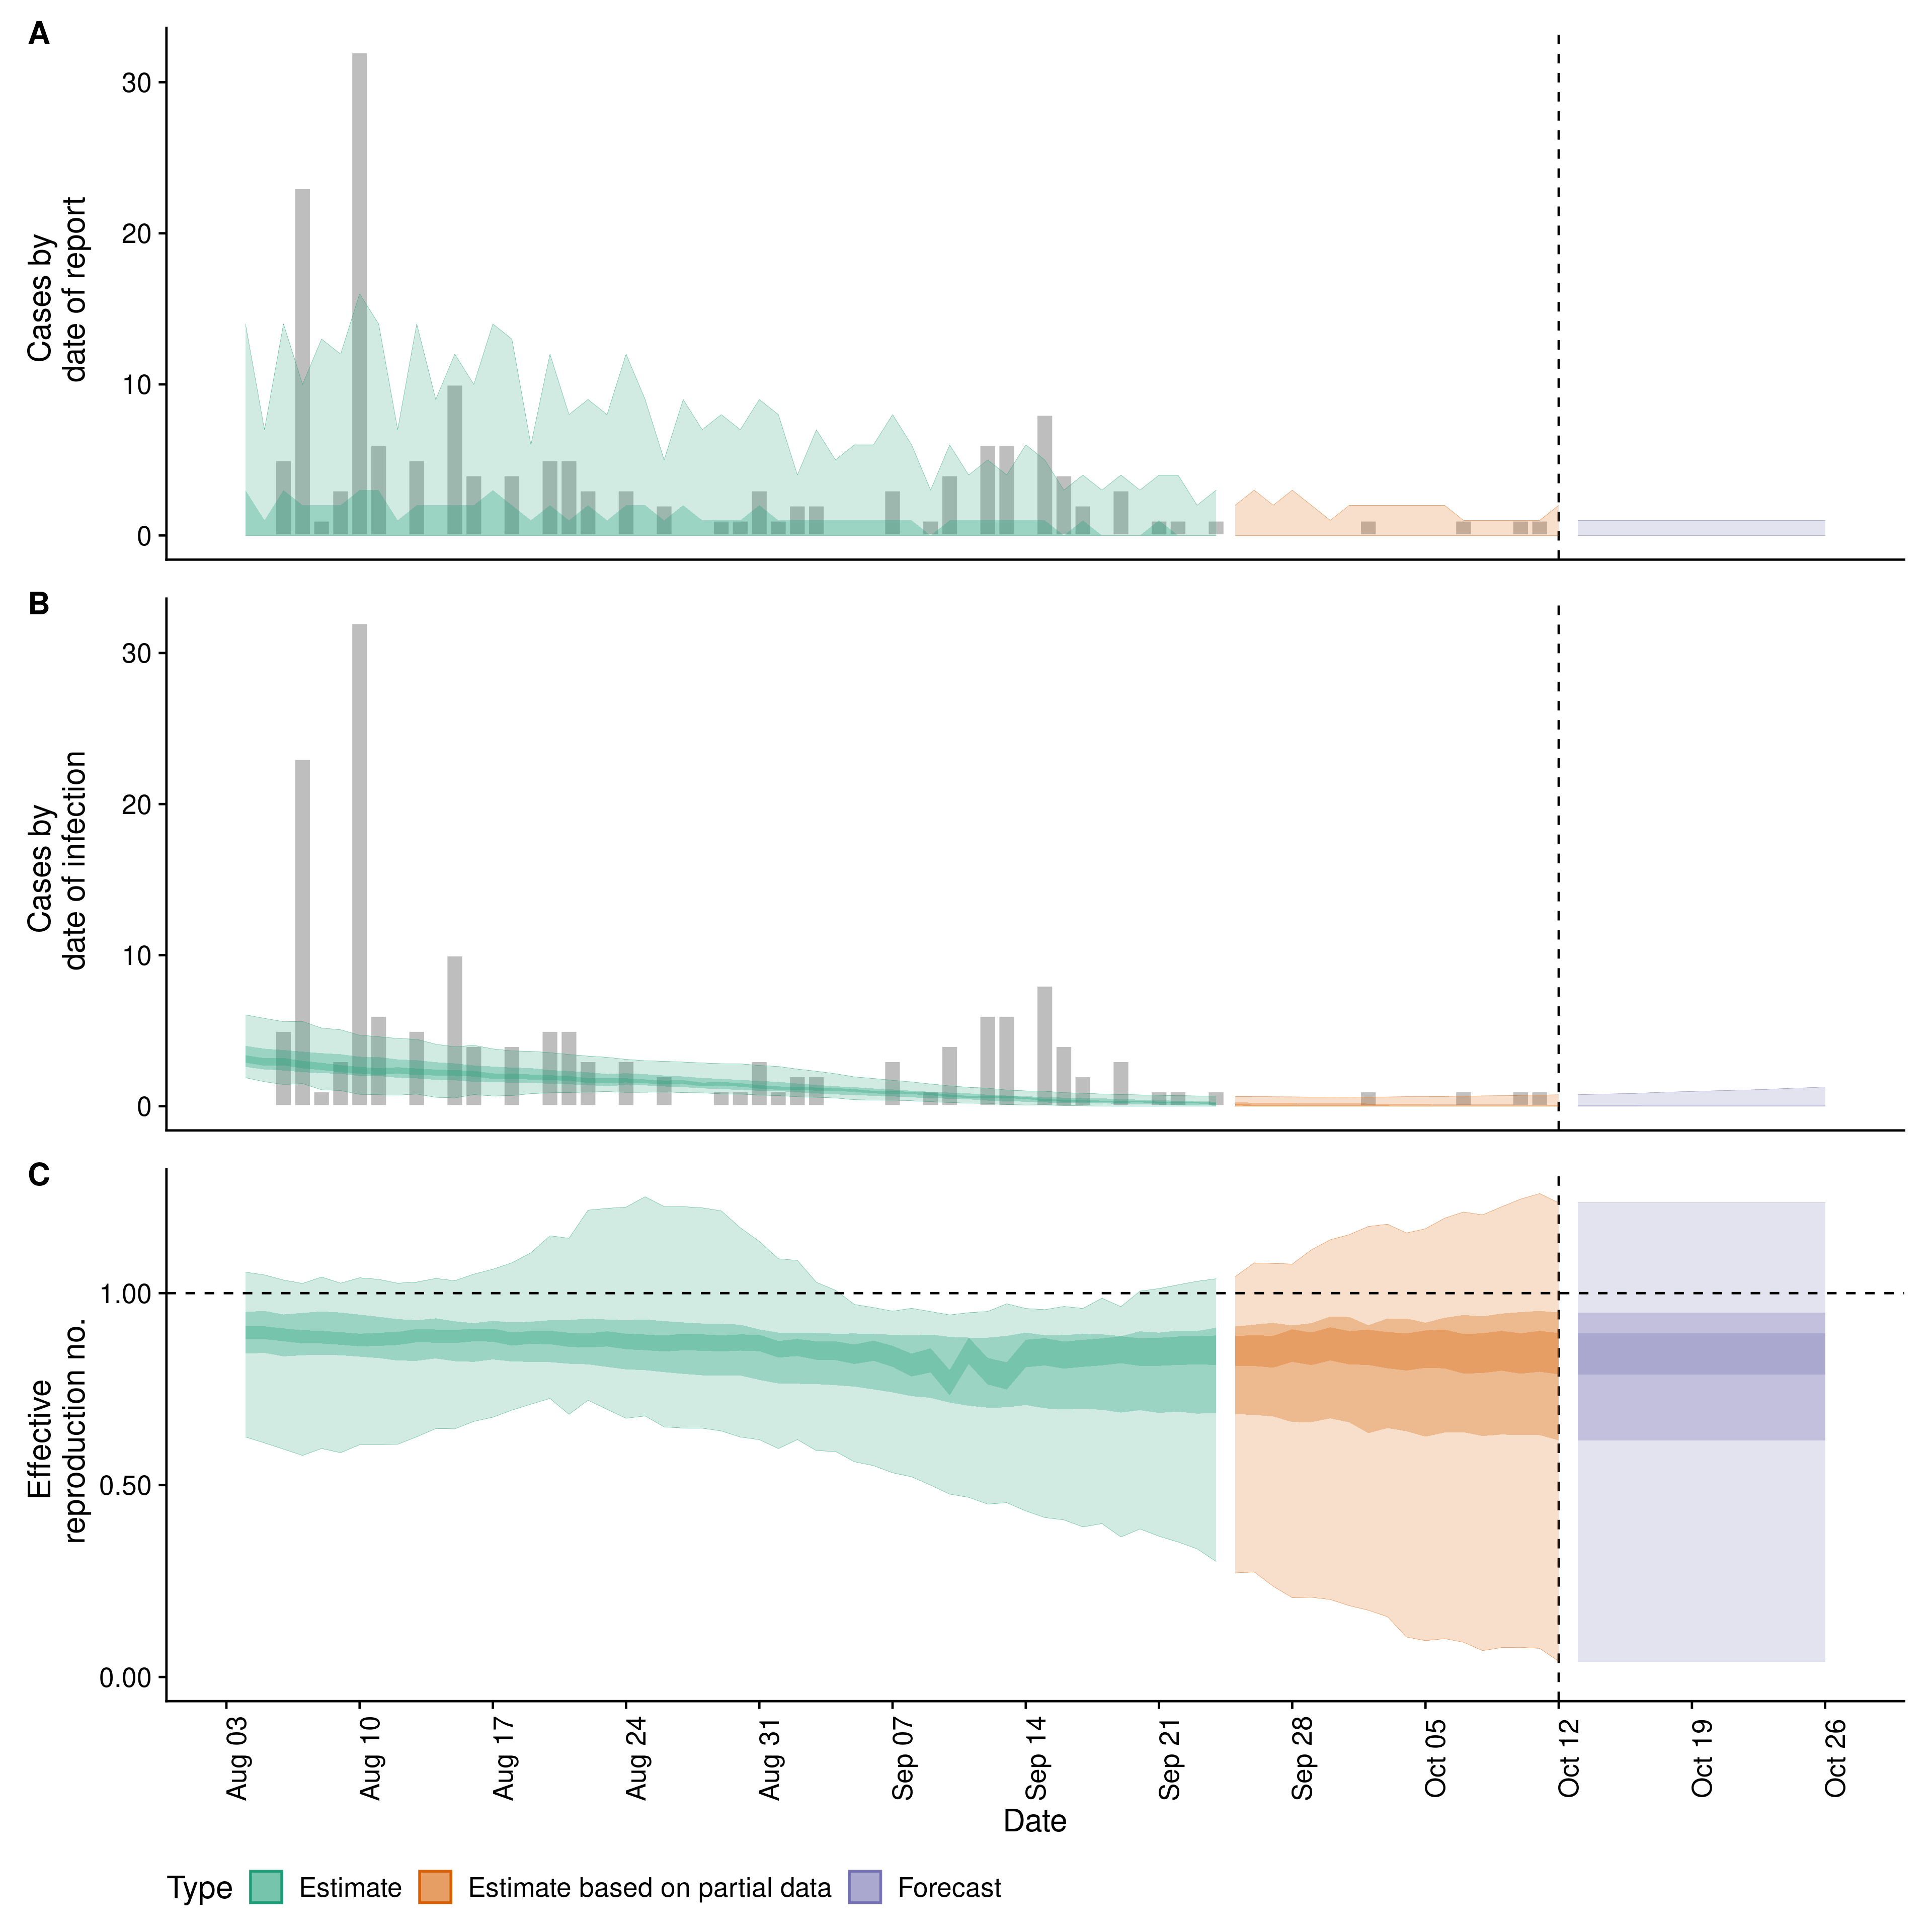 A
Cases by
date of report
30
20
10
0
B
Cases by
date of infection
30
20
10
0
C
Effective
reproduction no.
1.00
0.50
0.00
Aug 03
Aug 10
Aug 17
Aug 24
Aug 31
Sep 07
Sep 14
Sep 21
Sep 28
Oct 05
Oct 12
Oct 19
Oct 26
Date
Type Estimate Estimate based on partial data Forecast